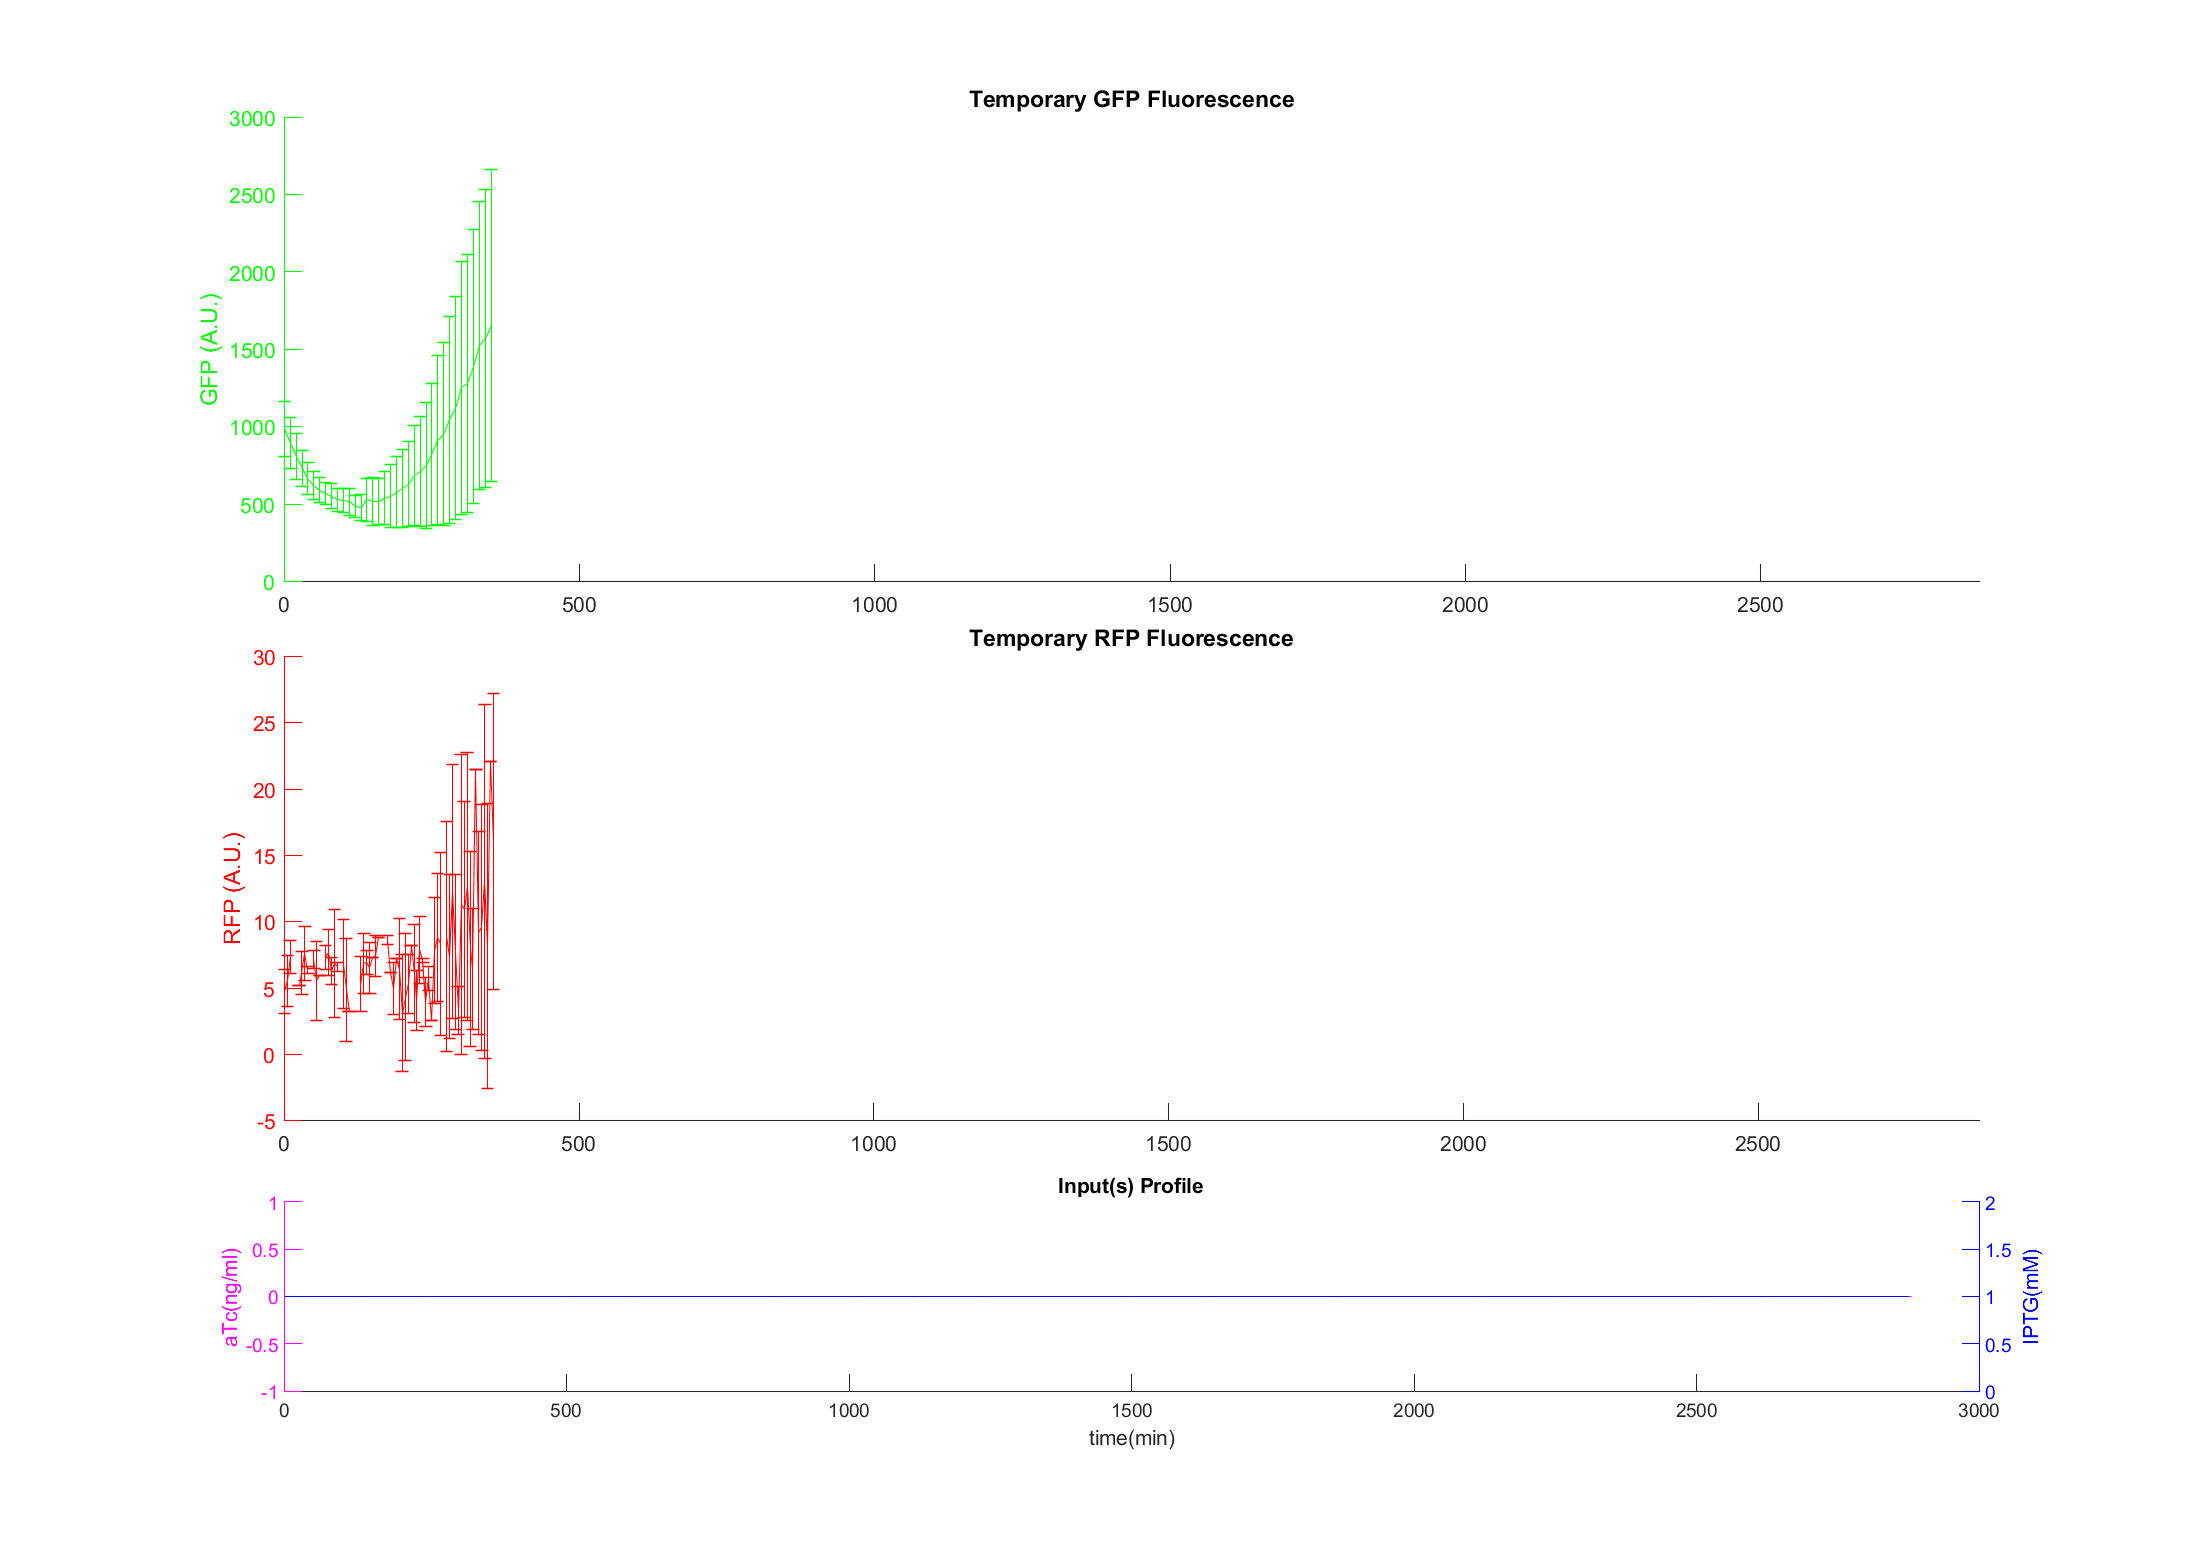 Temporary GFP Fluorescence
3000
2500
2000
1500
1000
500
0
GFP (A.U.)
0 500 1000 1500 2000 2500
Temporary RFP Fluorescence
30
25
20
15
10
5
0
-5
RFP (A.U.)
0 500 1000 1500 2000 2500
Input(s) Profile
1
0.5
0
-0.5
-1
aTc(ng/ml)
2
1.5
1
0.5
0
IPTG(mM)
0 500 1000 1500 2000 2500 3000
time(min)